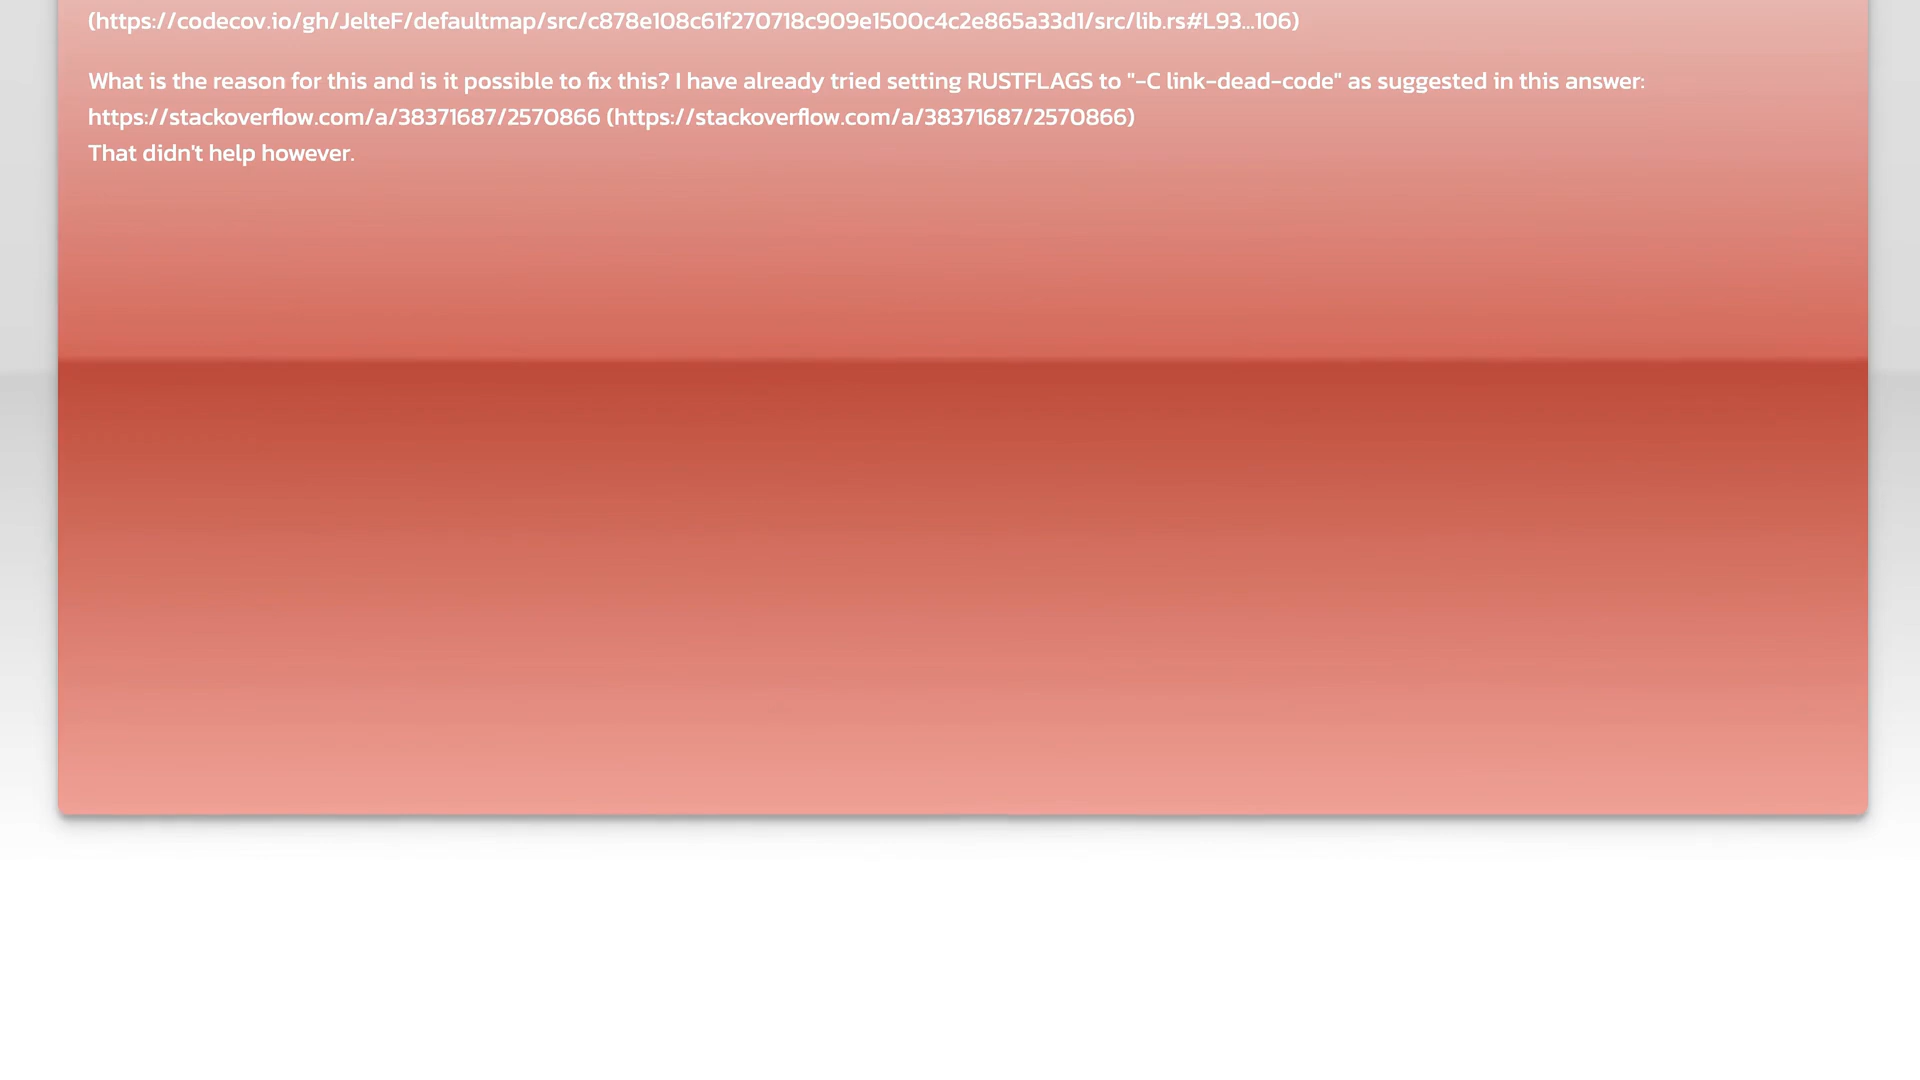 (https://codecov.io/gh/JelteF/defaultmap/src/c878e108c61f270718c909e1500c4c2e865a33d1/src/lib.rs#L93...106)
What is the reason for this and is it possible to fix this? I have already tried setting RUSTFLAGS to "-C link-dead-code" as suggested in this answer:
https://stackoverflow.com/a/38371687/2570866 (https://stackoverflow.com/a/38371687/2570866)
That didn't help however.